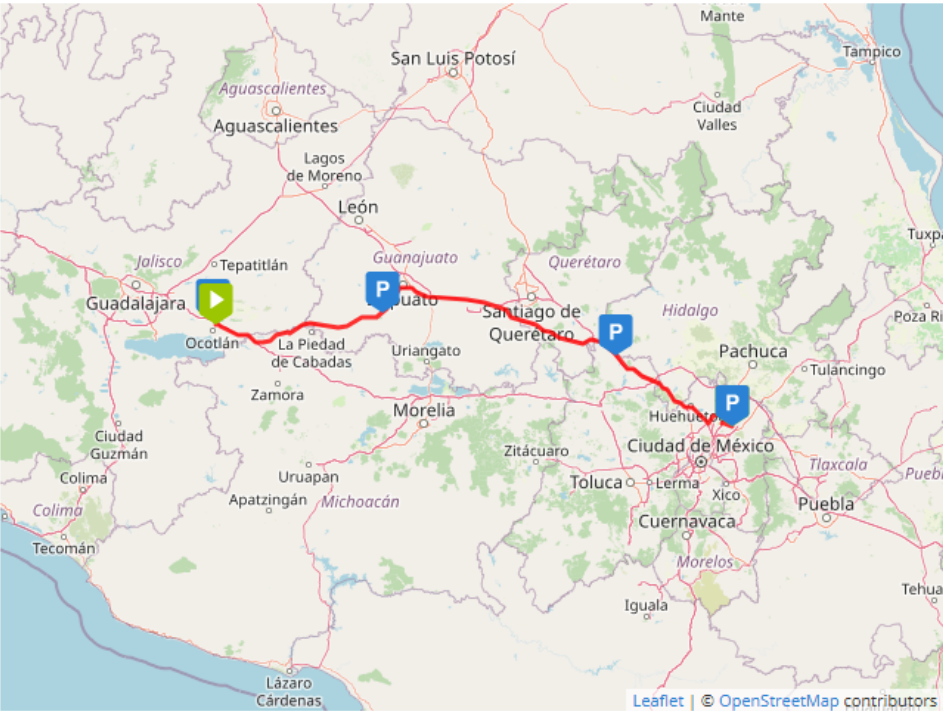 Mante
San Luis Potosí
Tampico
Aguascalientes
Ciudad
Valles
Aguascalientes
Lagos
de Moreno
León
Tuxpa
Jalisco
Tepatitlán
Guanajuato
Querétaro
P
P
Guadalajara
Santiago de
Querétaro
Hidalgo
Poza Ri
Ocotlán
La Piedad
de Cabadas
Uriangato
P
Pachuca
Tulancingo
Zamora
Morelia
P
Huehueto
Ciudad
Guzmán
Zitácuaro
Ciudad de México
Tlaxcala
Pueb
Colima
Uruapan
Toluca
Lerma
Xico
Apatzingán
Michoacán
Puebla
Colima
Cuernavaca
Tecomán
Morelos
Tehua
Iguala
Lázaro
Cárdenas
Leaflet | © OpenStreetMap contributors